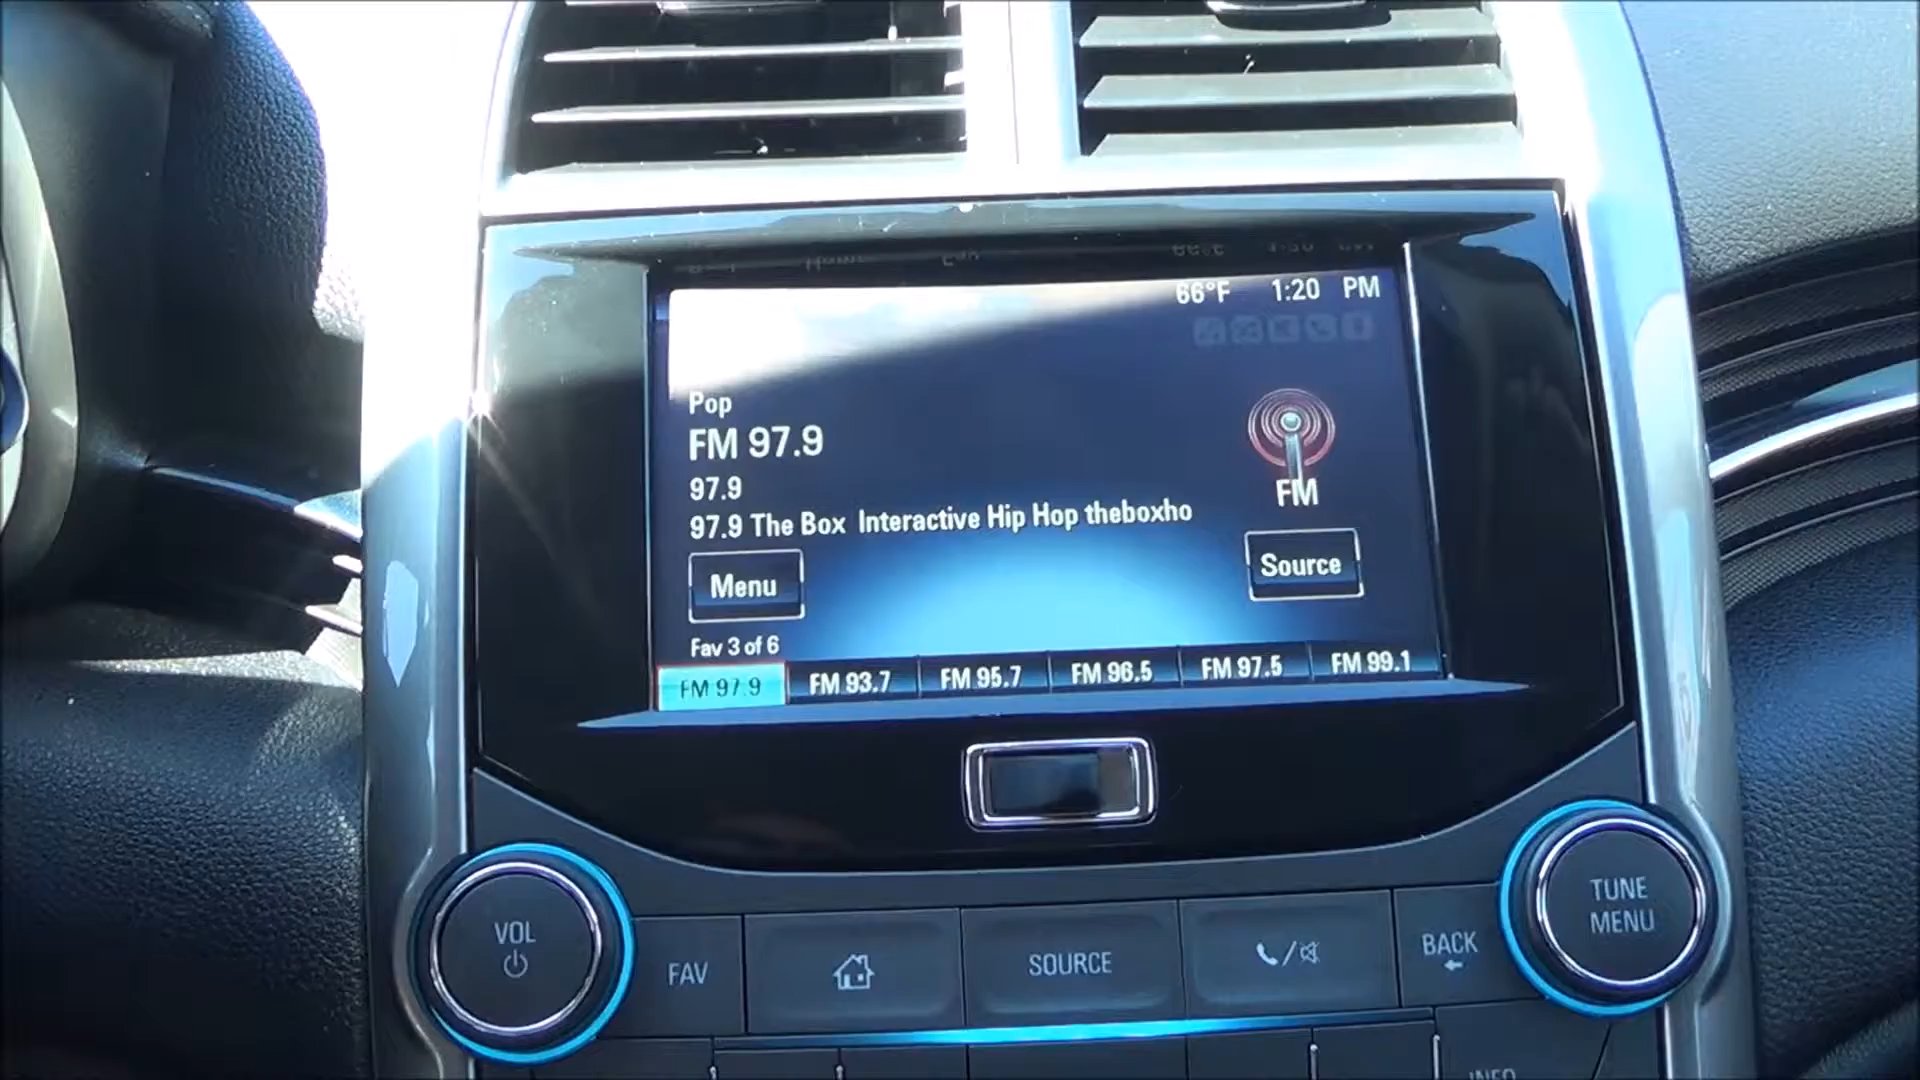 66°F 1:20 PM
Pop
FM 97.9
97.9
97.9 The Box Interactive Hip Hop theboxho
FM
Menu
Source
Fav 3 of 6
FM 97.9 FM 93.7 FM 95.7 FM 96.5 FM 97.5 FM 99.1
VOL
FAV
SOURCE
BACK
TUNE
MENU
INFO